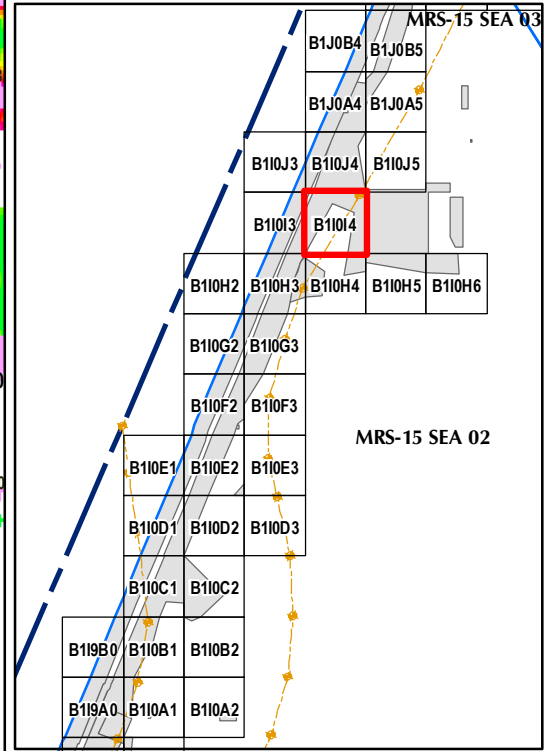 MRS-15 SEA 03
B1J0B4 B1J0B5
B1J0A4 B1J0A5
B1I0J3 B1I0J4 B1I0J5
B1I0I3 B1I0I4
B1I0H2 B1I0H3 B1I0H4 B1I0H5 B1I0H6
B1I0G2 B1I0G3
B1I0F2 B1I0F3
MRS-15 SEA 02
B1I0E1 B1I0E2 B1I0E3
B1I0D1 B1I0D2 B1I0D3
B1I0C1 B1I0C2
B1I9B0 B1I0B1 B1I0B2
B1I9A0 B1I0A1 B1I0A2